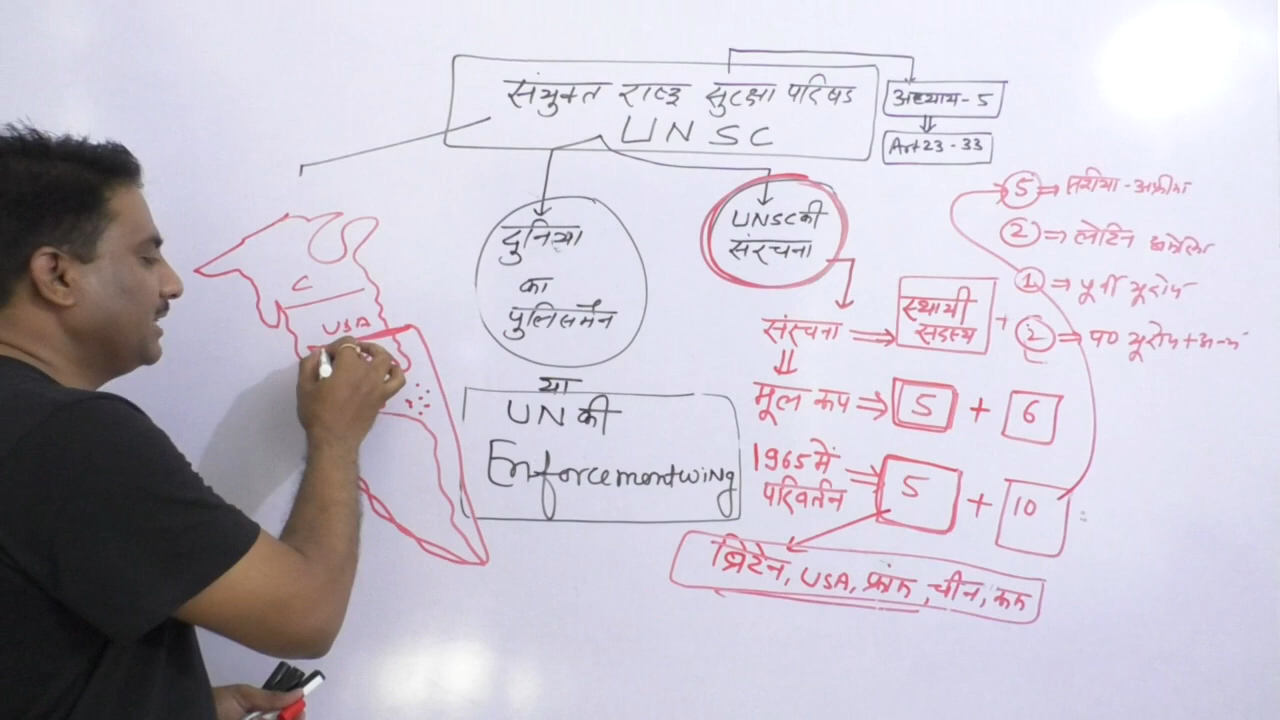 संयुक्त राष्ट्र सुरक्षा परिषद
UNSC
अध्याय-5
Art 23-33
दुनिया
का
पुलिसमैन
या
UN की
Enforcement wing
UNSC की
संरचना
संरचना ⇒ स्थायी सदस्य +
मूल रूप ⇒ 5 + 6
1965 में
परिवर्तन ⇒ 5 + 10
ब्रिटेन, USA, फ्रांस, चीन, रूस
5 ⇒ एशीया-अफ्रीका
2 ⇒ लेटिन अमेरिका
1 ⇒ पूर्वी यूरोप
2 ⇒ प० यूरोप +
C
USA